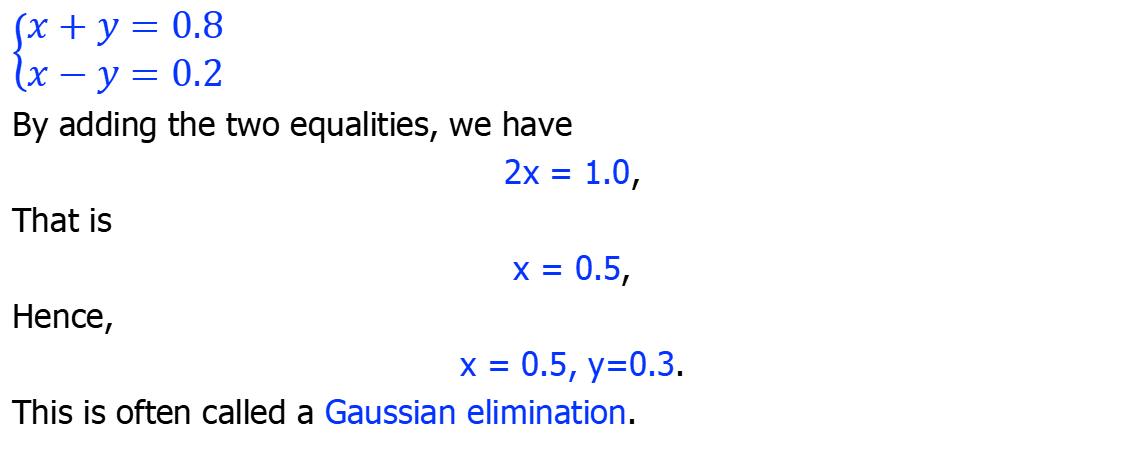 x + y = 0.8
x − y = 0.2
By adding the two equalities, we have
2x = 1.0,
That is
x = 0.5,
Hence,
x = 0.5, y=0.3.
This is often called a Gaussian elimination.